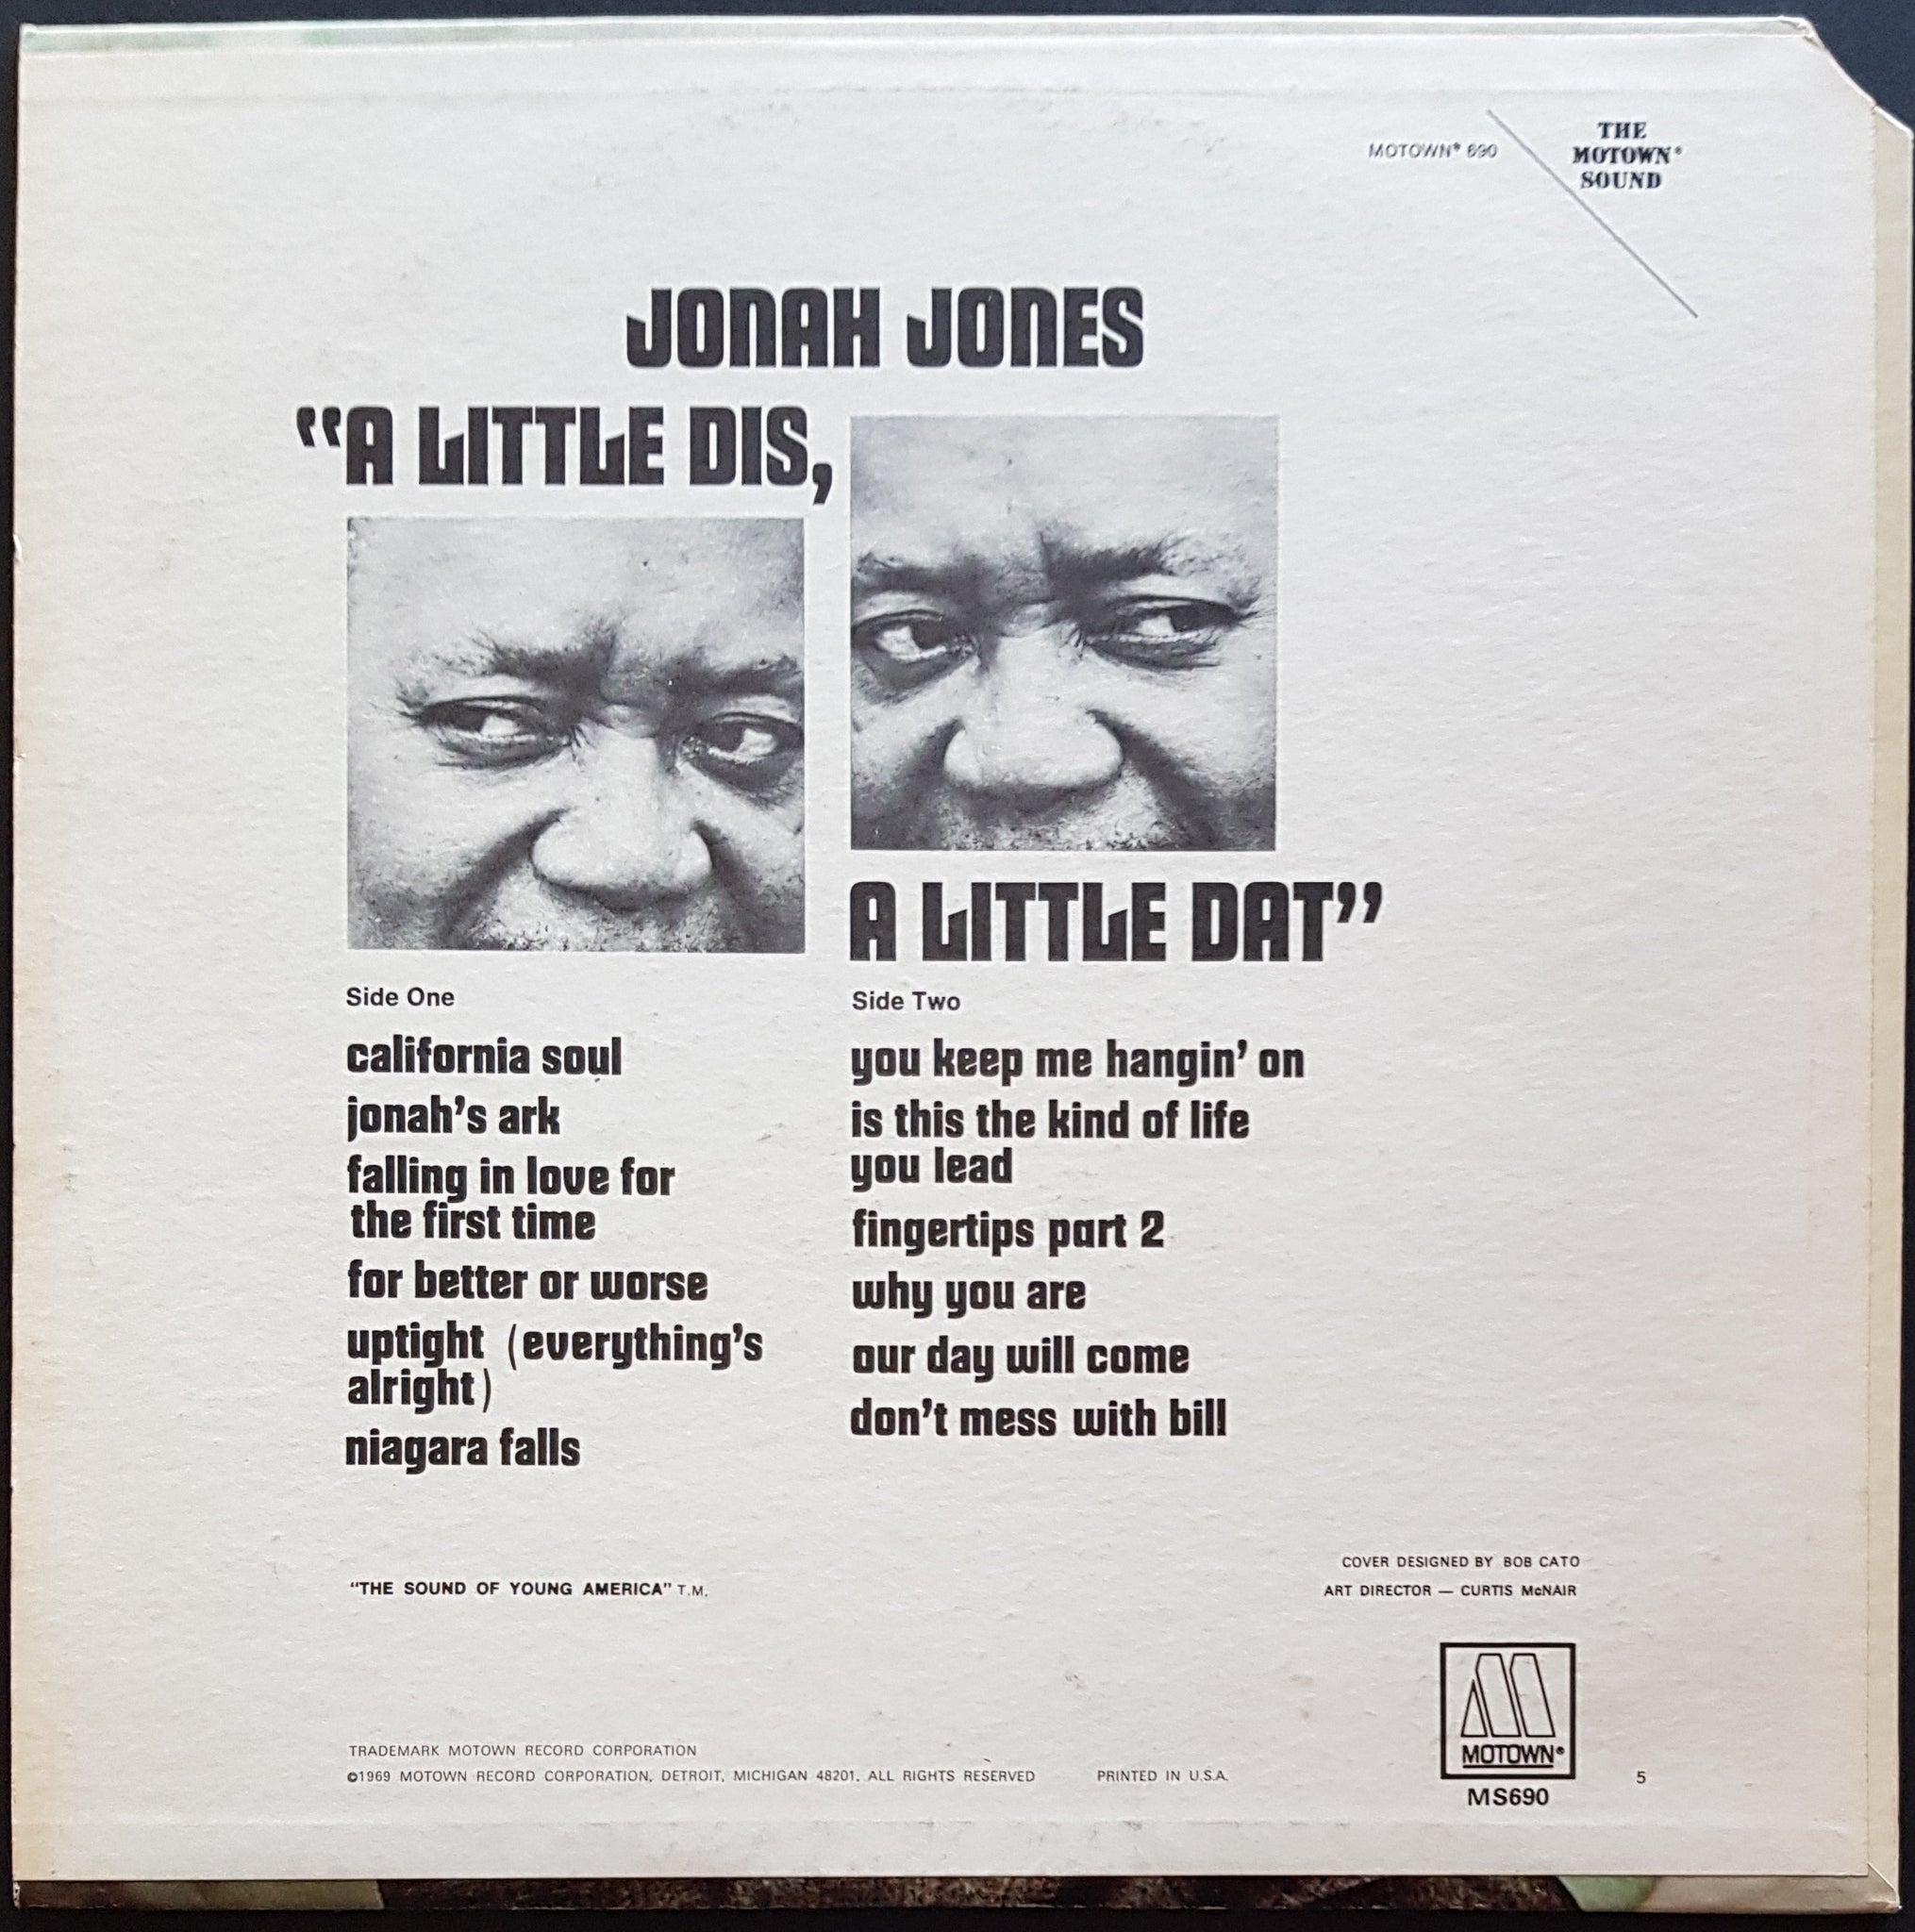 MOTOWN® 690
THE
MOTOWN®
SOUND
JONAH JONES
“A LITTLE DIS,
A LITTLE DAT”
Side One
california soul
jonah’s ark
falling in love for
the first time
for better or worse
uptight (everything’s
alright)
niagara falls
Side Two
you keep me hangin’ on
is this the kind of life
you lead
fingertips part 2
why you are
our day will come
don’t mess with bill
“THE SOUND OF YOUNG AMERICA” T.M.
COVER DESIGNED BY BOB CATO
ART DIRECTOR — CURTIS McNAIR
TRADEMARK MOTOWN RECORD CORPORATION
©1969 MOTOWN RECORD CORPORATION, DETROIT, MICHIGAN 48201. ALL RIGHTS RESERVED PRINTED IN U.S.A.
MOTOWN®
MS690
5